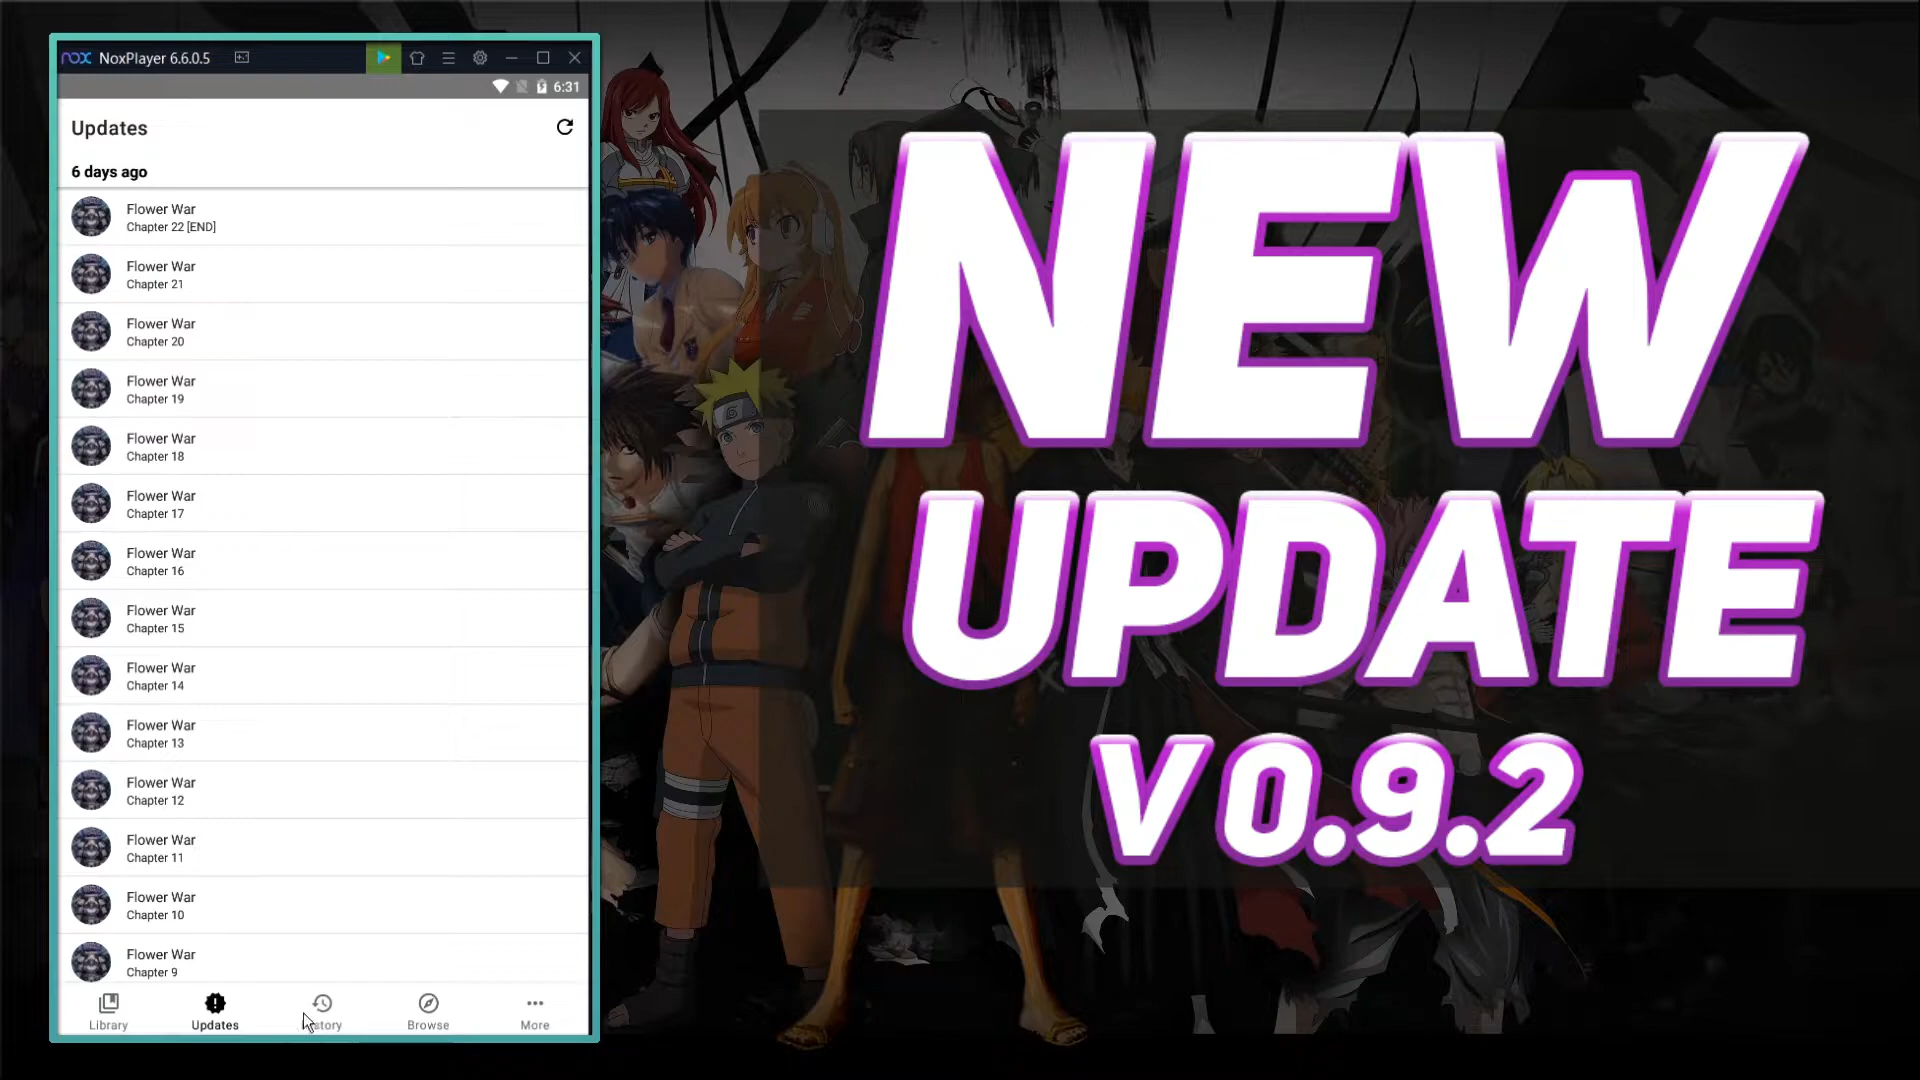 nox NoxPlayer 6.6.0.5
6:31
Updates
6 days ago
Flower War
Chapter 22 [END]
Flower War
Chapter 21
Flower War
Chapter 20
Flower War
Chapter 19
Flower War
Chapter 18
Flower War
Chapter 17
Flower War
Chapter 16
Flower War
Chapter 15
Flower War
Chapter 14
Flower War
Chapter 13
Flower War
Chapter 12
Flower War
Chapter 11
Flower War
Chapter 10
Flower War
Chapter 9
Library Updates History Browse More
NEW
UPDATE
V 0.9.2